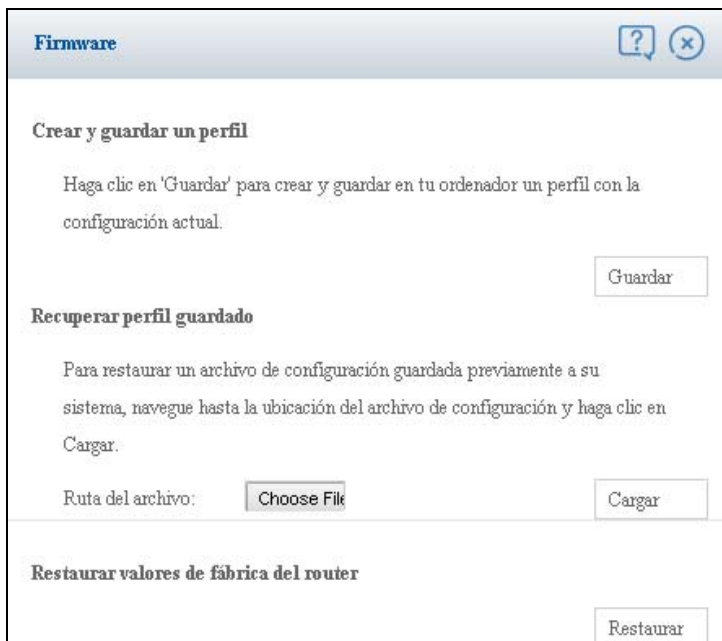 Firmware
Crear y guardar un perfil
Haga clic en 'Guardar' para crear y guardar en tu ordenador un perfil con la
configuración actual.
Guardar
Recuperar perfil guardado
Para restaurar un archivo de configuración guardada previamente a su
sistema, navegue hasta la ubicación del archivo de configuración y haga clic en
Cargar.
Ruta del archivo: Choose File Cargar
Restaurar valores de fábrica del router
Restaurar